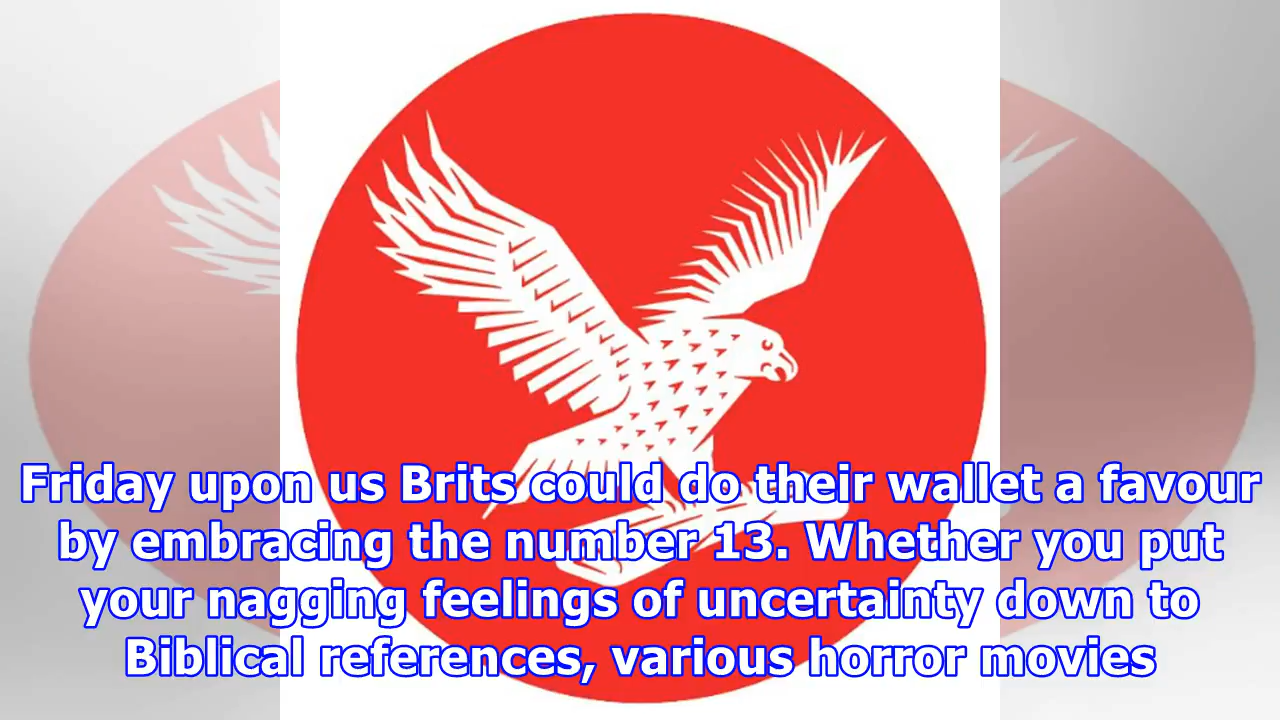 Friday upon us Brits could do their wallet a favour
by embracing the number 13. Whether you put
your nagging feelings of uncertainty down to
Biblical references, various horror movies